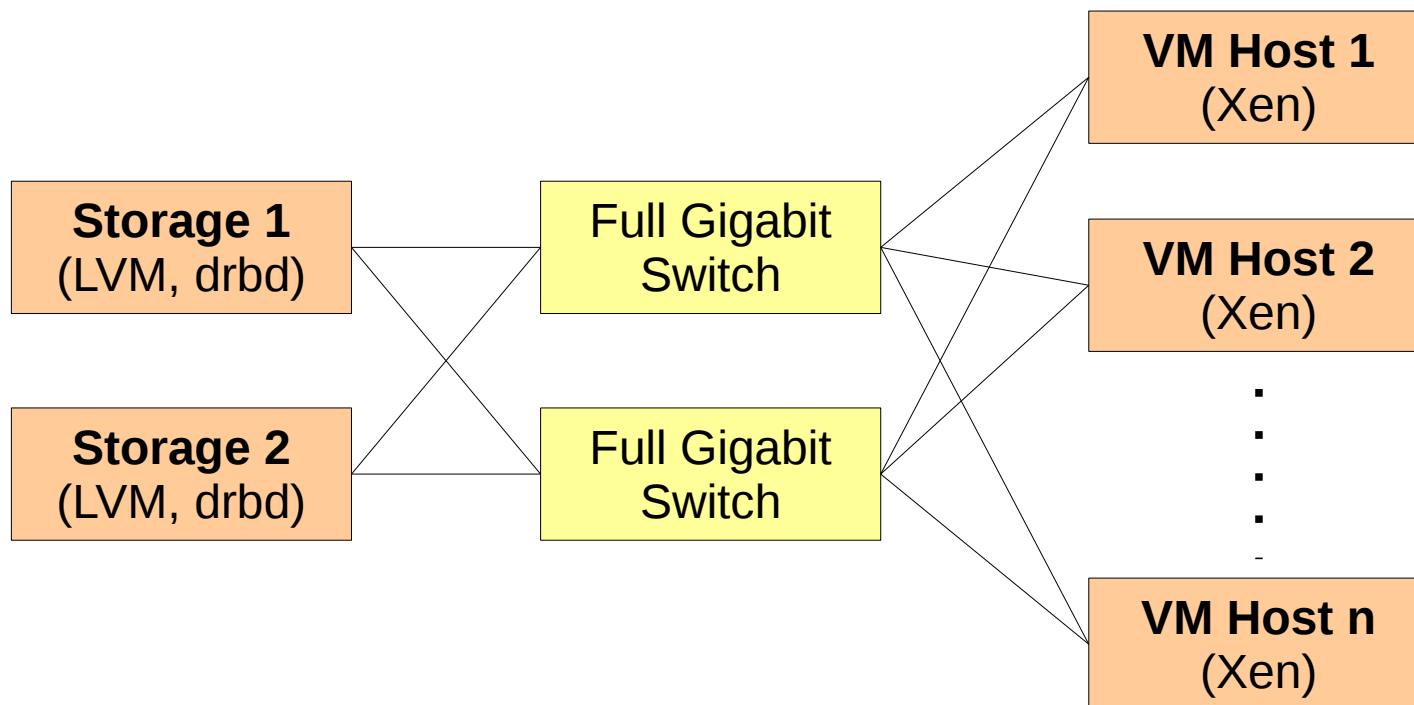 Storage 1
(LVM, drbd)
Storage 2
(LVM, drbd)
Full Gigabit
Switch
Full Gigabit
Switch
VM Host 1
(Xen)
VM Host 2
(Xen)
VM Host n
(Xen)